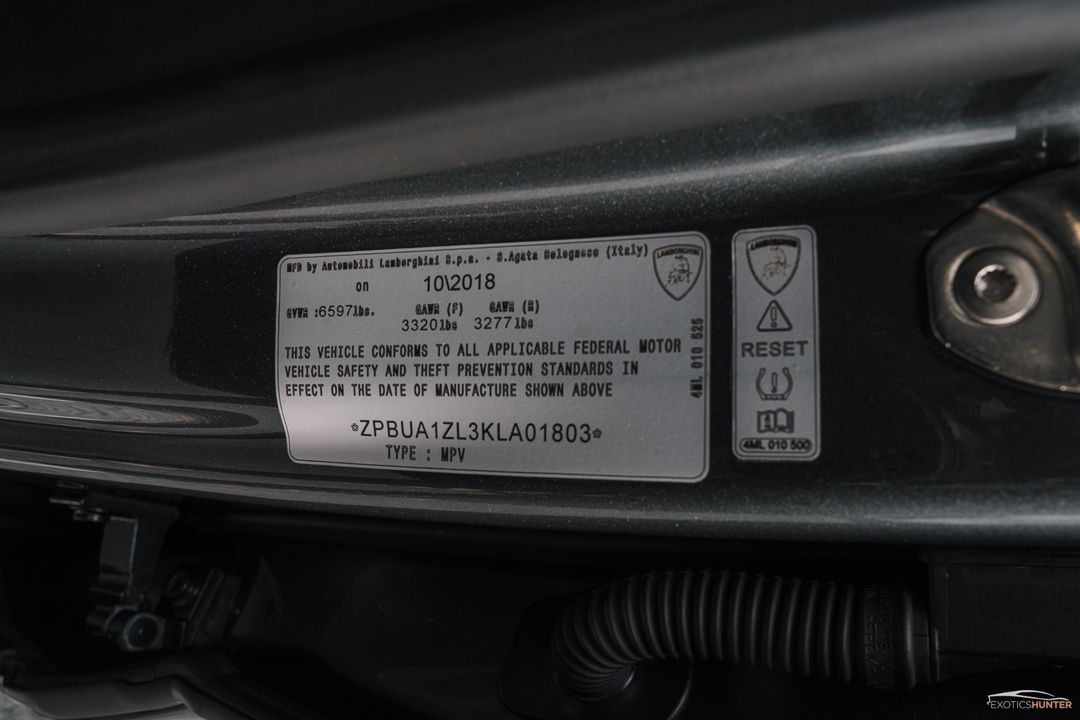 MFD by Automobili Lamborghini S.p.a. - S.Agata Bolognese (Italy)
on 10\2018
GVWR :6597lbs. GAWR (F) GAWR (R)
3320lbs 3277lbs
THIS VEHICLE CONFORMS TO ALL APPLICABLE FEDERAL MOTOR
VEHICLE SAFETY AND THEFT PREVENTION STANDARDS IN
EFFECT ON THE DATE OF MANUFACTURE SHOWN ABOVE
*ZPBUA1ZL3KLA01803*
TYPE : MPV
LAMBORGHINI
4ML 010 525
LAMBORGHINI
RESET
4ML 010 500
EXOTICSHUNTER